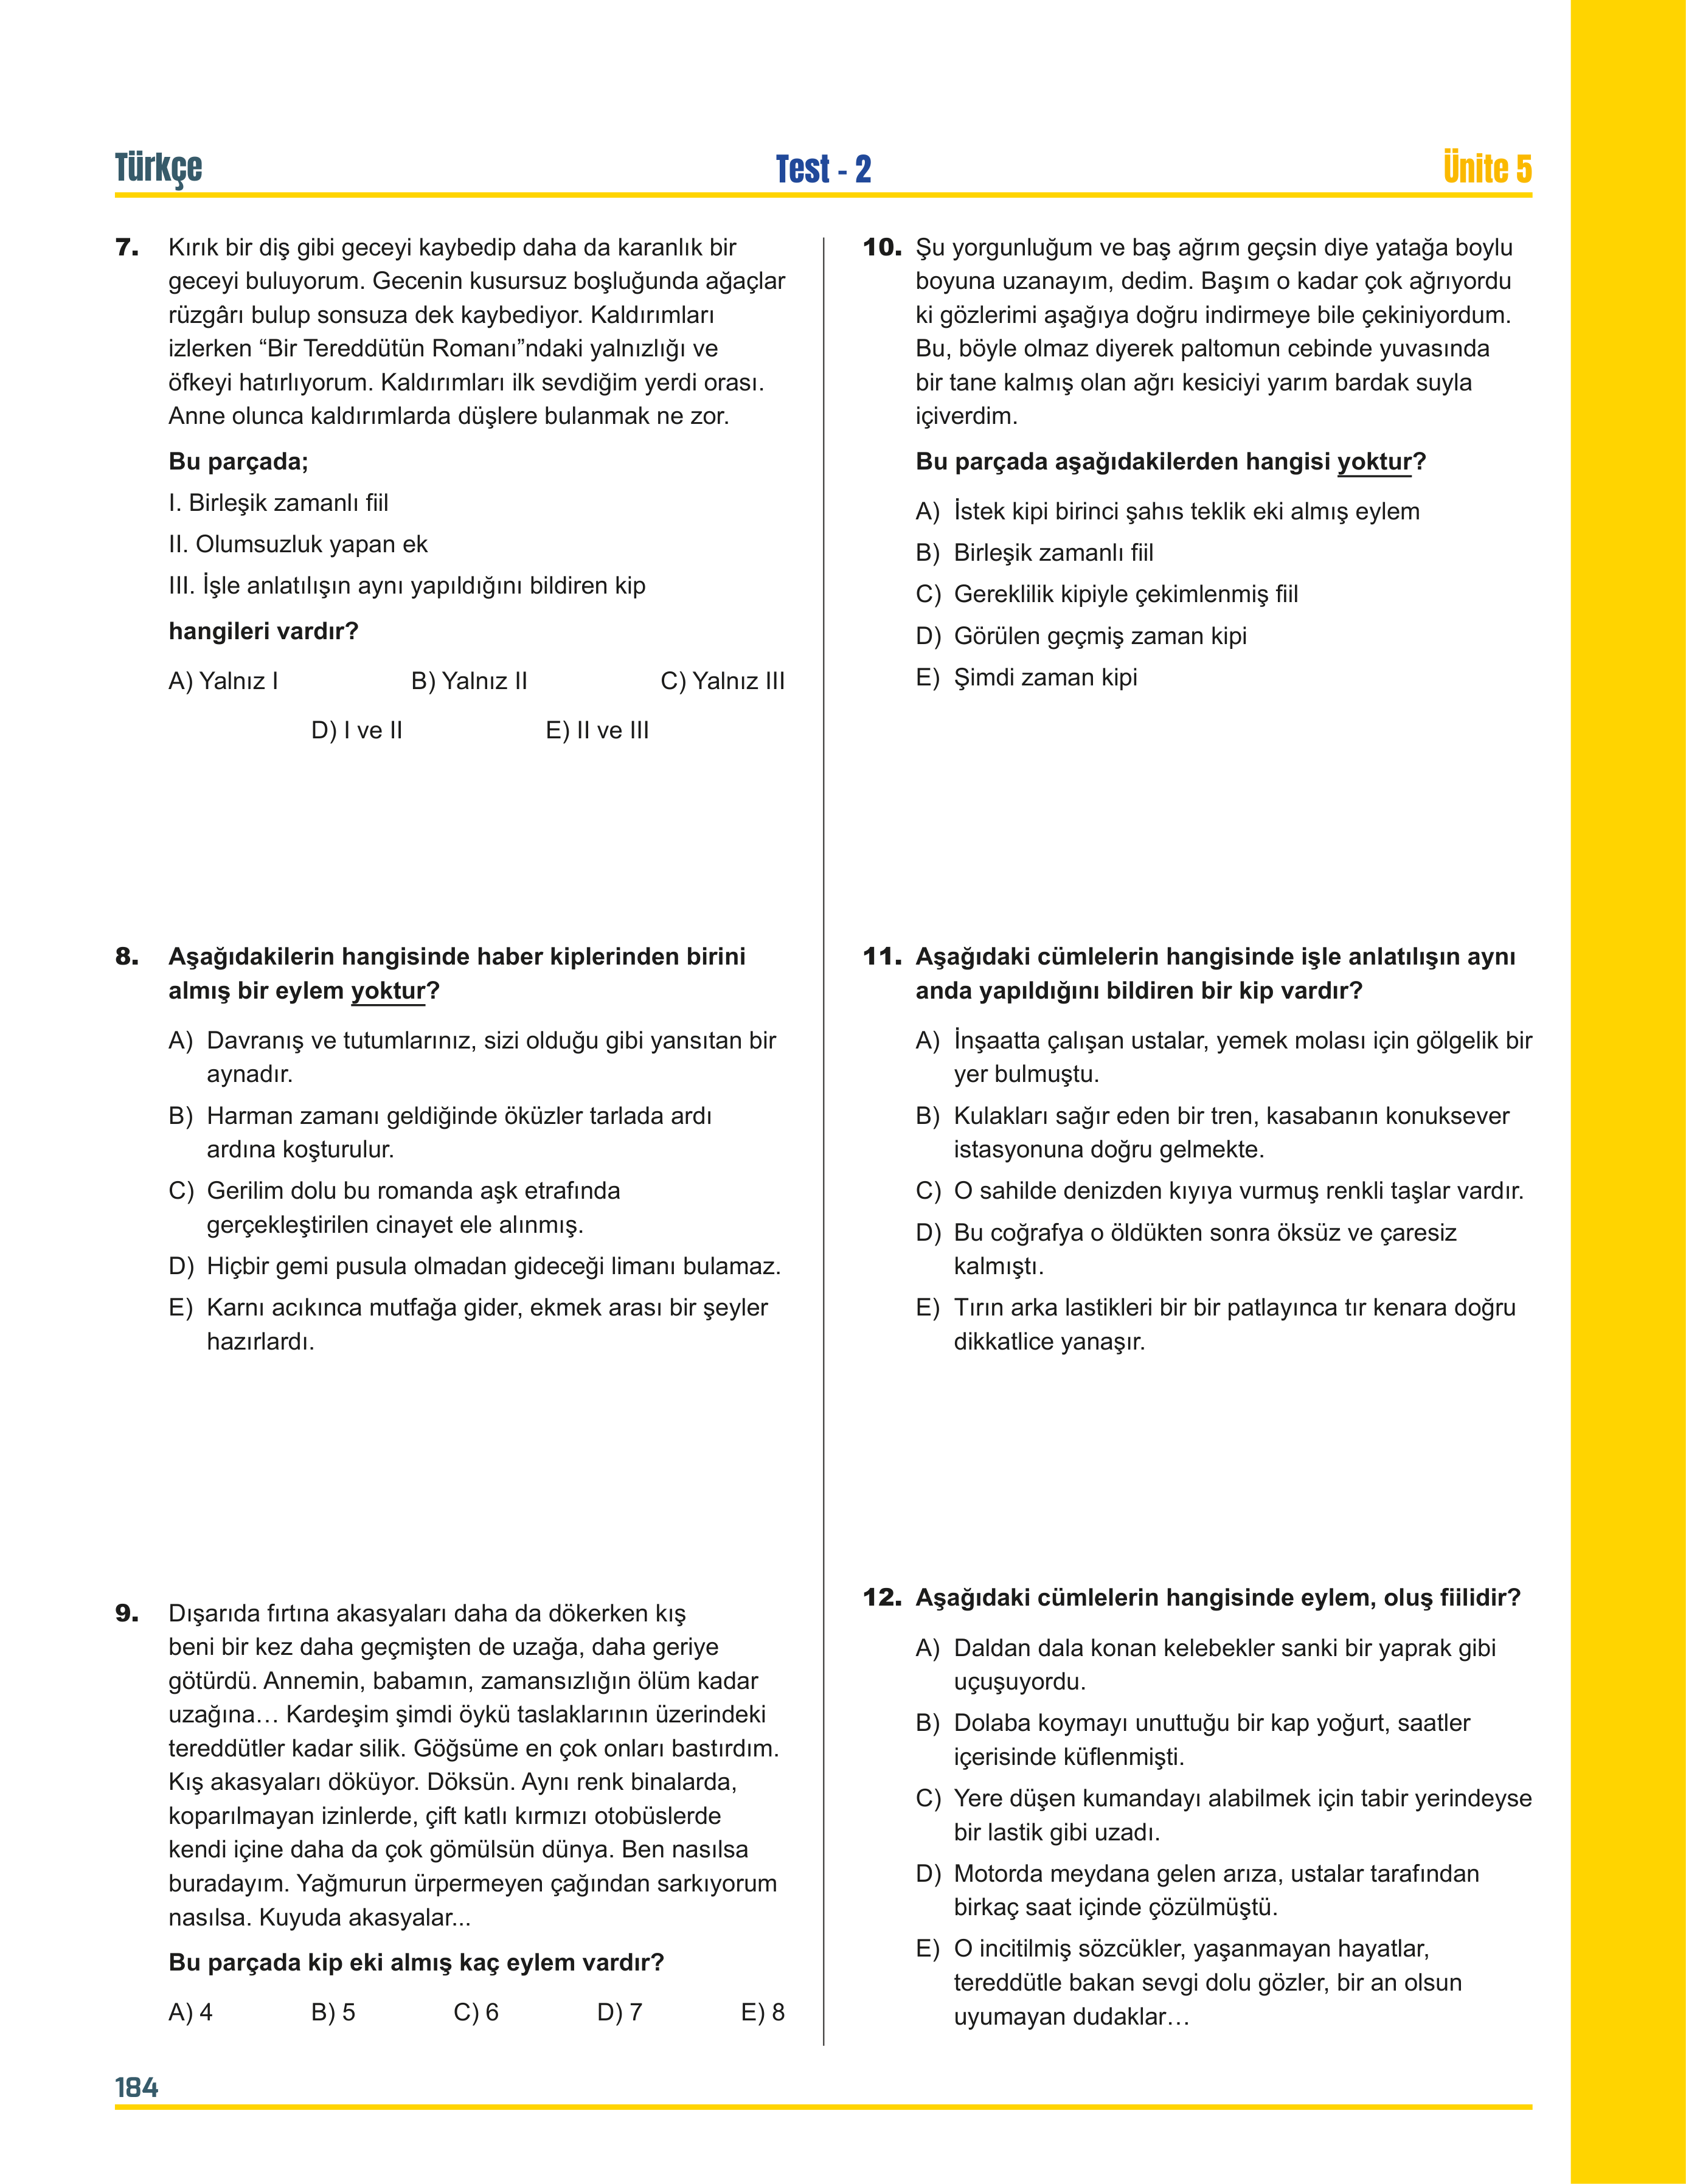 Türkçe
Test - 2
Ünite 5
7. Kırık bir diş gibi geceyi kaybedip daha da karanlık bir
geceyi buluyorum. Gecenin kusursuz boşluğunda ağaçlar
rüzgârı bulup sonsuza dek kaybediyor. Kaldırımları
izlerken “Bir Tereddütün Romanı”ndaki yalnızlığı ve
öfkeyi hatırlıyorum. Kaldırımları ilk sevdiğim yerdi orası.
Anne olunca kaldırımlarda düşlere bulanmak ne zor.
Bu parçada;
I. Birleşik zamanlı fiil
II. Olumsuzluk yapan ek
III. İşle anlatılışın aynı yapıldığını bildiren kip
hangileri vardır?
A) Yalnız I B) Yalnız II C) Yalnız III
D) I ve II E) II ve III
8. Aşağıdakilerin hangisinde haber kiplerinden birini
almış bir eylem yoktur?
A) Davranış ve tutumlarınız, sizi olduğu gibi yansıtan bir
aynadır.
B) Harman zamanı geldiğinde öküzler tarlada ardı
ardına koşturulur.
C) Gerilim dolu bu romanda aşk etrafında
gerçekleştirilen cinayet ele alınmış.
D) Hiçbir gemi pusula olmadan gideceği limanı bulamaz.
E) Karnı acıkınca mutfağa gider, ekmek arası bir şeyler
hazırlardı.
9. Dışarıda fırtına akasyaları daha da dökerken kış
beni bir kez daha geçmişten de uzağa, daha geriye
götürdü. Annemin, babamın, zamansızlığın ölüm kadar
uzağına… Kardeşim şimdi öykü taslaklarının üzerindeki
tereddütler kadar silik. Göğsüme en çok onları bastırdım.
Kış akasyaları döküyor. Döksün. Aynı renk binalarda,
koparılmayan izinlerde, çift katlı kırmızı otobüslerde
kendi içine daha da çok gömülsün dünya. Ben nasılsa
buradayım. Yağmurun ürpermeyen çağından sarkıyorum
nasılsa. Kuyuda akasyalar...
Bu parçada kip eki almış kaç eylem vardır?
A) 4 B) 5 C) 6 D) 7 E) 8
10. Şu yorgunluğum ve baş ağrım geçsin diye yatağa boylu
boyuna uzanayım, dedim. Başım o kadar çok ağrıyordu
ki gözlerimi aşağıya doğru indirmeye bile çekiniyordum.
Bu, böyle olmaz diyerek paltomun cebinde yuvasında
bir tane kalmış olan ağrı kesiciyi yarım bardak suyla
içiverdim.
Bu parçada aşağıdakilerden hangisi yoktur?
A) İstek kipi birinci şahıs teklik eki almış eylem
B) Birleşik zamanlı fiil
C) Gereklilik kipiyle çekimlenmiş fiil
D) Görülen geçmiş zaman kipi
E) Şimdi zaman kipi
11. Aşağıdaki cümlelerin hangisinde işle anlatılışın aynı
anda yapıldığını bildiren bir kip vardır?
A) İnşaatta çalışan ustalar, yemek molası için gölgelik bir
yer bulmuştu.
B) Kulakları sağır eden bir tren, kasabanın konuksever
istasyonuna doğru gelmekte.
C) O sahilde denizden kıyıya vurmuş renkli taşlar vardır.
D) Bu coğrafya o öldükten sonra öksüz ve çaresiz
kalmıştı.
E) Tırın arka lastikleri bir bir patlayınca tır kenara doğru
dikkatlice yanaşır.
12. Aşağıdaki cümlelerin hangisinde eylem, oluş fiilidir?
A) Daldan dala konan kelebekler sanki bir yaprak gibi
uçuşuyordu.
B) Dolaba koymayı unuttuğu bir kap yoğurt, saatler
içerisinde küflenmişti.
C) Yere düşen kumandayı alabilmek için tabir yerindeyse
bir lastik gibi uzadı.
D) Motorda meydana gelen arıza, ustalar tarafından
birkaç saat içinde çözülmüştü.
E) O incitilmiş sözcükler, yaşanmayan hayatlar,
tereddütle bakan sevgi dolu gözler, bir an olsun
uyumayan dudaklar…
184